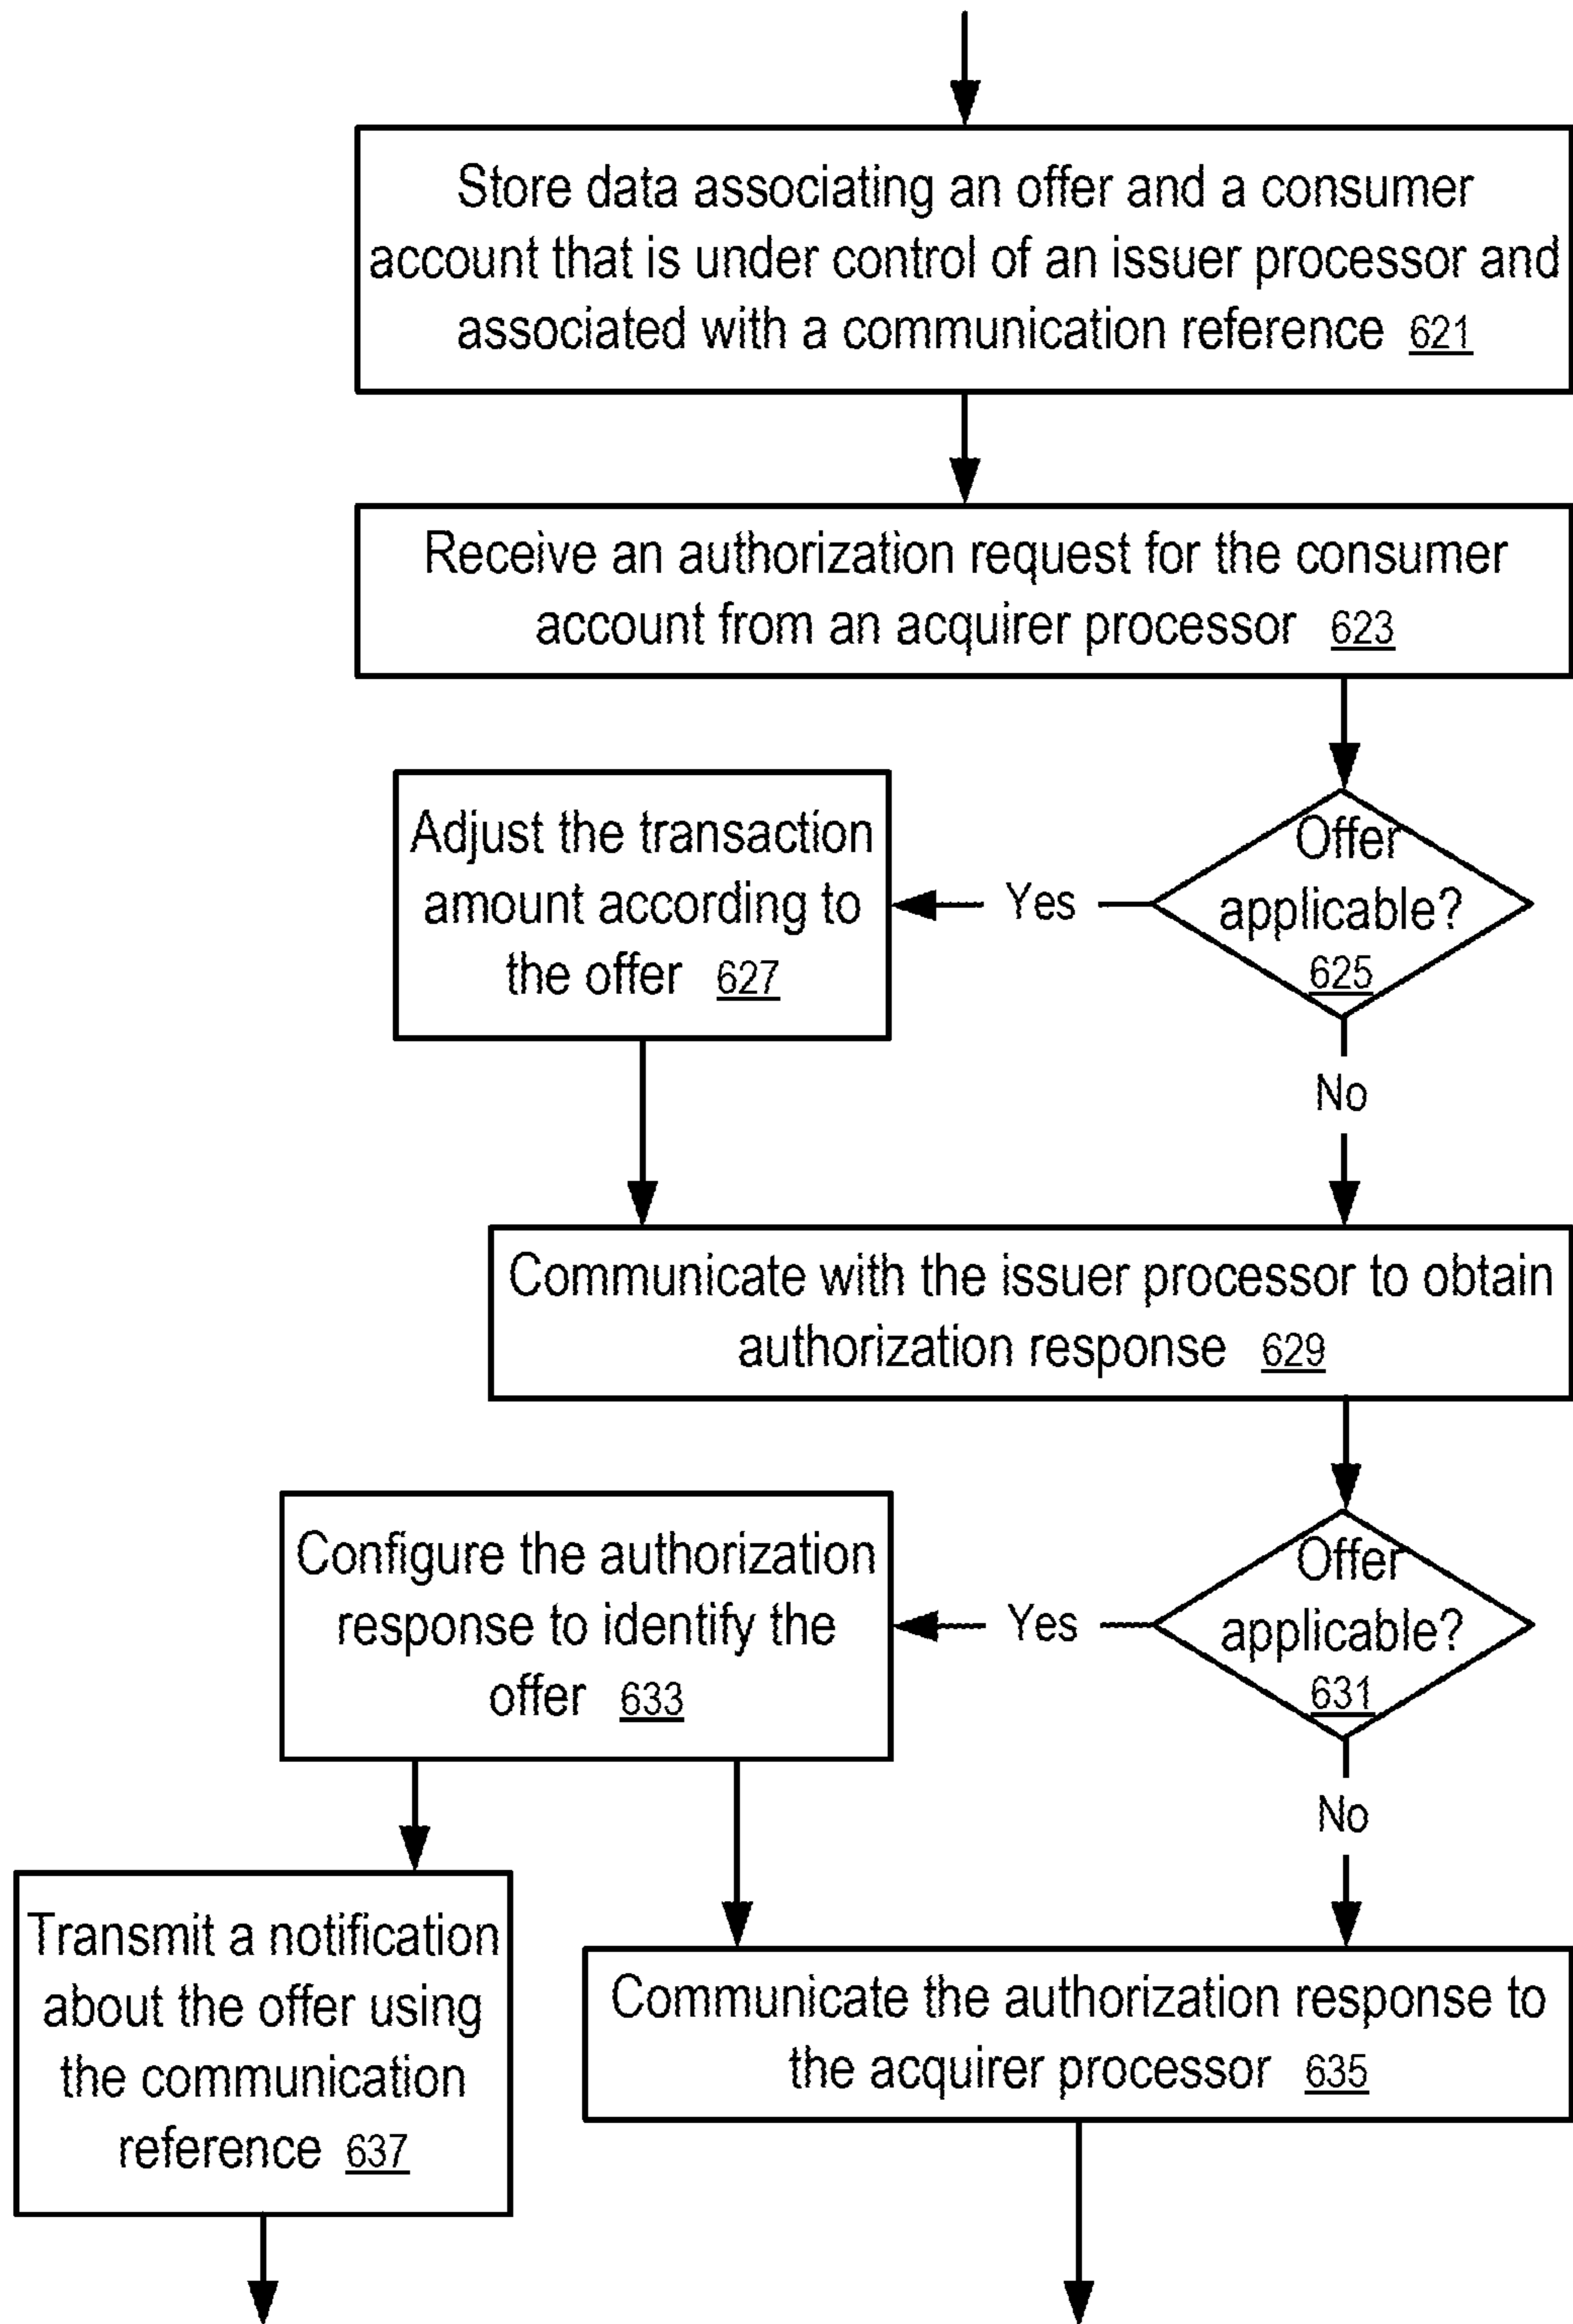 Store data associating an offer and a consumer
account that is under control of an issuer processor and
associated with a communication reference 621
Receive an authorization request for the consumer
account from an acquirer processor 623
Adjust the transaction
amount according to
the offer 627
Yes
Offer
applicable?
625
No
Communicate with the issuer processor to obtain
authorization response 629
Configure the authorization
response to identify the
offer 633
Yes
Offer
applicable?
631
No
Transmit a notification
about the offer using
the communication
reference 637
Communicate the authorization response to
the acquirer processor 635